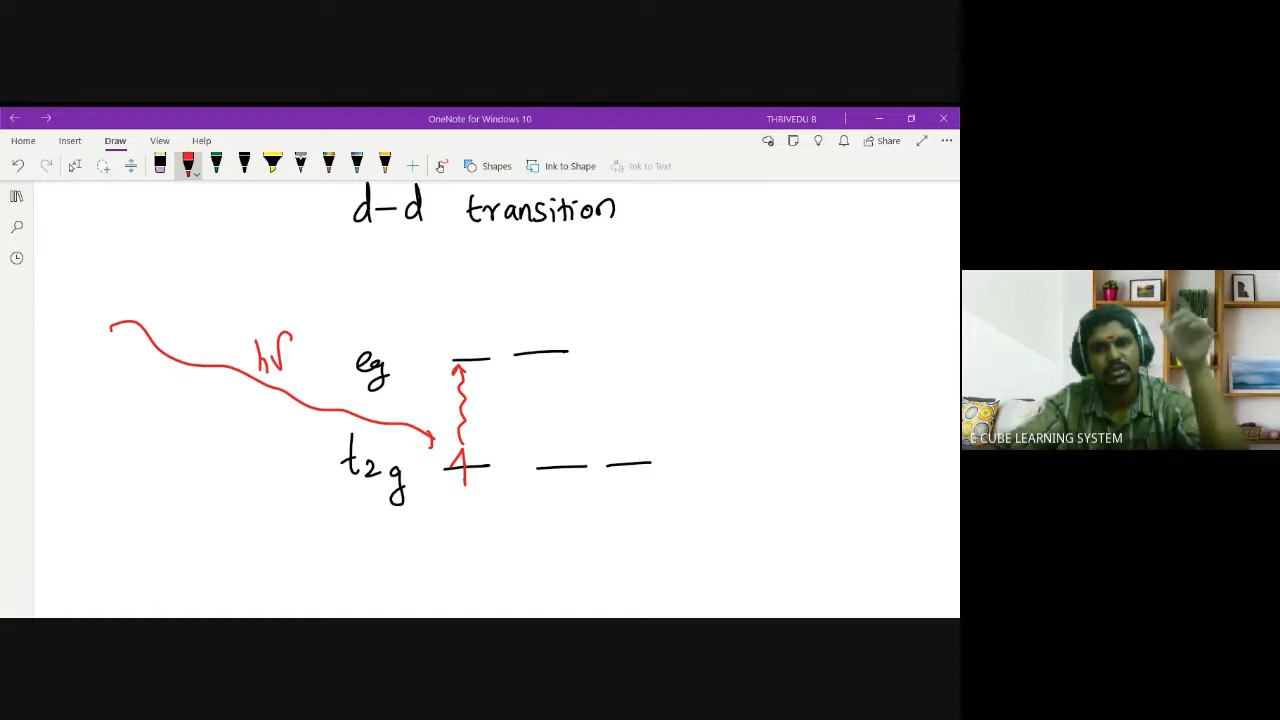 OneNote for Windows 10
THRIVEDU B
Home Insert Draw View Help
Share
Shapes Ink to Shape Ink to Text
d-d transition
hν
eg
t2g
E CUBE LEARNING SYSTEM